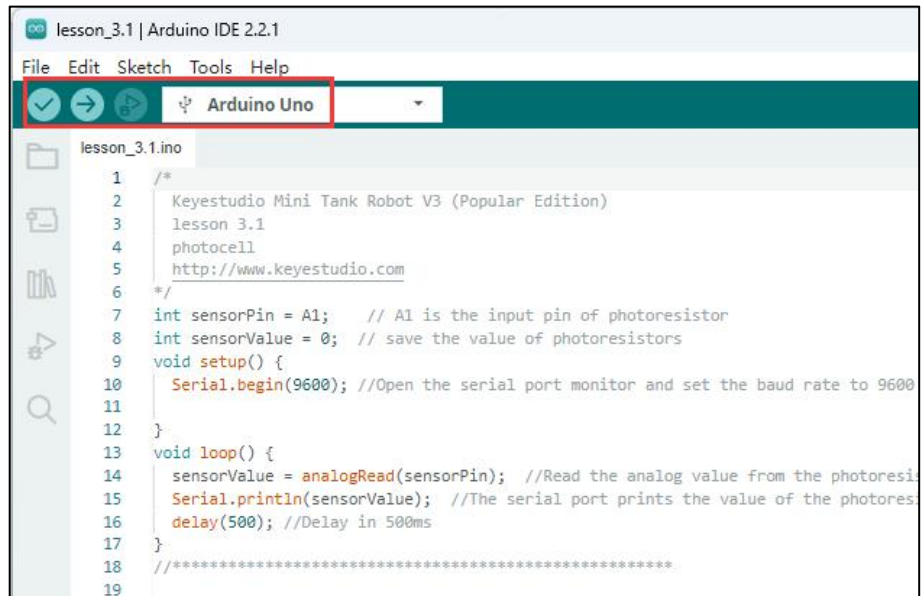 lesson_3.1 | Arduino IDE 2.2.1
File Edit Sketch Tools Help
Arduino Uno
lesson_3.1.ino
1 /*
2 Keyestudio Mini Tank Robot V3 (Popular Edition)
3 lesson 3.1
4 photocell
5 http://www.keyestudio.com
6 */
7 int sensorPin = A1; // A1 is the input pin of photoresistor
8 int sensorValue = 0; // save the value of photoresistors
9 void setup() {
10 Serial.begin(9600); //Open the serial port monitor and set the baud rate to 9600
11
12 }
13 void loop() {
14 sensorValue = analogRead(sensorPin); //Read the analog value from the
15 Serial.println(sensorValue); //The serial port prints the value of the
16 delay(500); //Delay in 500ms
17 }
18 //******************************************************
19